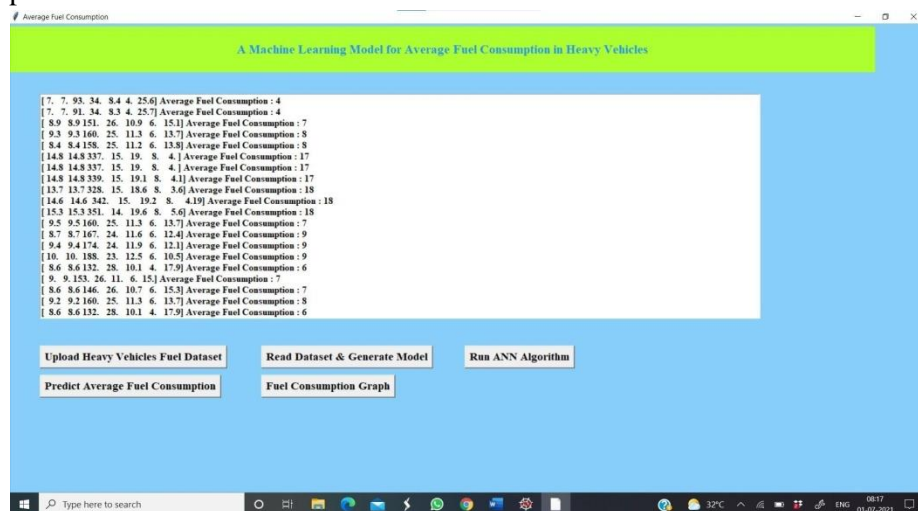 p
Average Fuel Consumption
A Machine Learning Model for Average Fuel Consumption in Heavy Vehicles
[ 7. 7. 93. 34. 8.4 4. 25.6] Average Fuel Consumption : 4
[ 7. 7. 91. 34. 8.3 4. 25.7] Average Fuel Consumption : 4
[ 8.9 8.9 151. 26. 10.9 6. 15.1] Average Fuel Consumption : 7
[ 9.3 9.3 160. 25. 11.3 6. 13.7] Average Fuel Consumption : 8
[ 8.4 8.4 158. 25. 11.2 6. 13.8] Average Fuel Consumption : 8
[ 14.8 14.8 337. 15. 19. 8. 4. ] Average Fuel Consumption : 17
[ 14.8 14.8 337. 15. 19. 8. 4. ] Average Fuel Consumption : 17
[ 14.8 14.8 339. 15. 19.1 8. 4.1] Average Fuel Consumption : 17
[ 13.7 13.7 328. 15. 18.6 8. 3.6] Average Fuel Consumption : 18
[ 14.6 14.6 342. 15. 19.2 8. 4.19] Average Fuel Consumption : 18
[ 15.3 15.3 351. 14. 19.6 8. 5.6] Average Fuel Consumption : 18
[ 9.5 9.5 160. 25. 11.3 6. 13.7] Average Fuel Consumption : 7
[ 8.7 8.7 167. 24. 11.6 6. 12.4] Average Fuel Consumption : 9
[ 9.4 9.4 174. 24. 11.9 6. 12.1] Average Fuel Consumption : 9
[ 10. 10. 188. 23. 12.5 6. 10.5] Average Fuel Consumption : 9
[ 8.6 8.6 132. 28. 10.1 4. 17.9] Average Fuel Consumption : 6
[ 9. 9. 153. 26. 11. 6. 15.] Average Fuel Consumption : 7
[ 8.6 8.6 146. 26. 10.7 6. 15.3] Average Fuel Consumption : 7
[ 9.2 9.2 160. 25. 11.3 6. 13.7] Average Fuel Consumption : 8
[ 8.6 8.6 132. 28. 10.1 4. 17.9] Average Fuel Consumption : 6
Upload Heavy Vehicles Fuel Dataset Read Dataset & Generate Model Run ANN Algorithm
Predict Average Fuel Consumption Fuel Consumption Graph
Type here to search 32°C ENG 08:17
01-07-2021